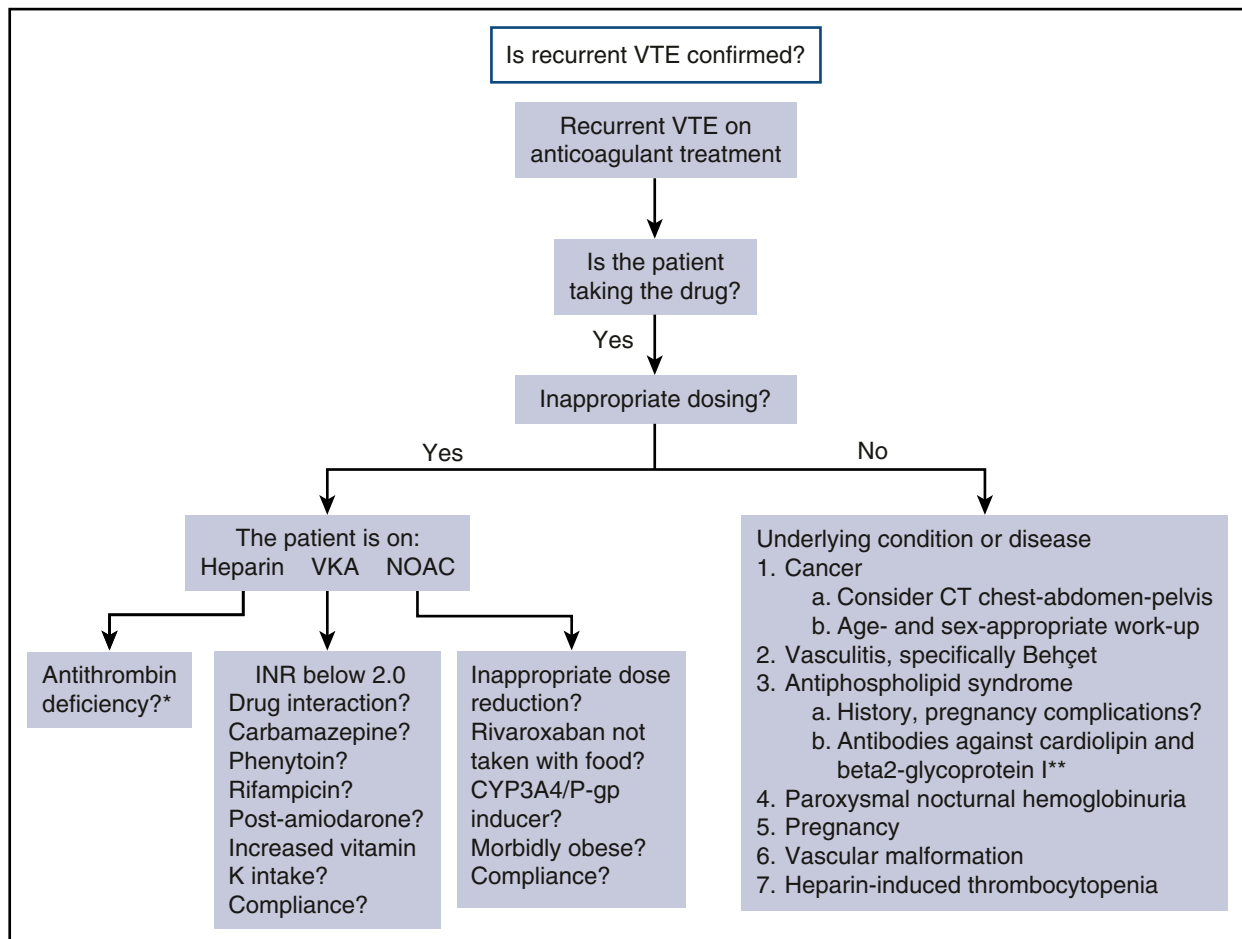 Is recurrent VTE confirmed?
Recurrent VTE on
anticoagulant treatment
Is the patient
taking the drug?
Yes
Inappropriate dosing?
Yes
No
The patient is on:
Heparin VKA NOAC
Antithrombin
deficiency?*
INR below 2.0
Drug interaction?
Carbamazepine?
Phenytoin?
Rifampicin?
Post-amiodarone?
Increased vitamin
K intake?
Compliance?
Inappropriate dose
reduction?
Rivaroxaban not
taken with food?
CYP3A4/P-gp
inducer?
Morbidly obese?
Compliance?
Underlying condition or disease
1. Cancer
a. Consider CT chest-abdomen-pelvis
b. Age- and sex-appropriate work-up
2. Vasculitis, specifically Behçet
3. Antiphospholipid syndrome
a. History, pregnancy complications?
b. Antibodies against cardiolipin and
beta2-glycoprotein I**
4. Paroxysmal nocturnal hemoglobinuria
5. Pregnancy
6. Vascular malformation
7. Heparin-induced thrombocytopenia